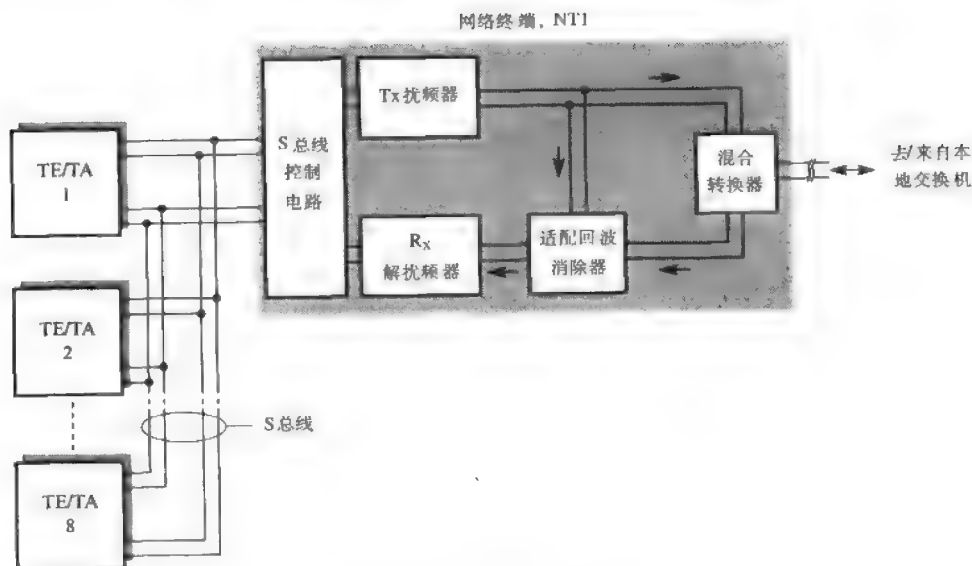 网络终端, NT1
Tx扰频器
S总线
控制
电路
混合
转换器
去/来自本
地交换机
TE/TA
1
RX
解扰频器
适配回波
消除器
TE/TA
2
S总线
TE/TA
8